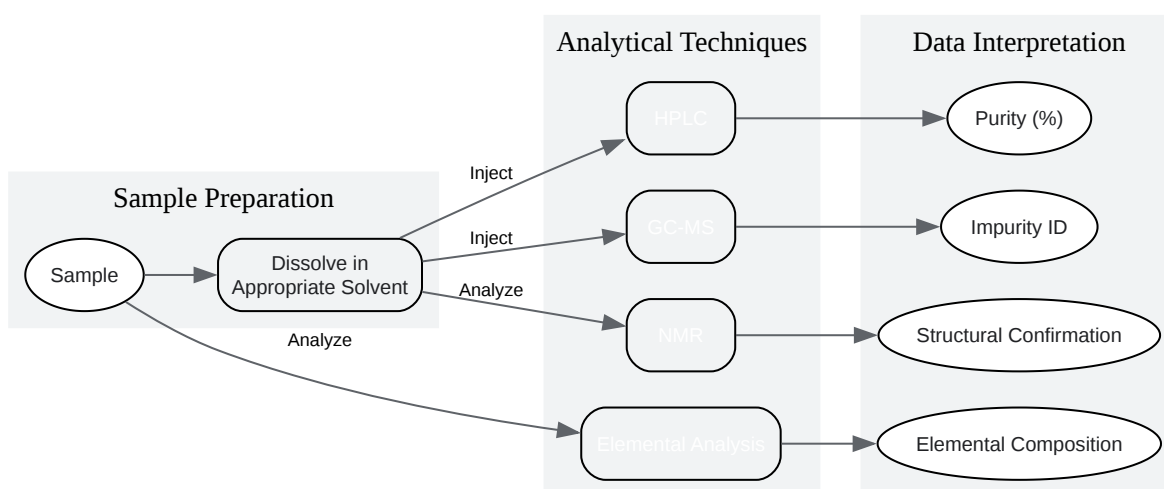 Analytical Techniques
Data Interpretation
HPLC
Purity (%)
Inject
Sample Preparation
GC-MS
Impurity ID
Inject
Sample
Dissolve in
Appropriate Solvent
Analyze
NMR
Structural Confirmation
Analyze
Elemental Analysis
Elemental Composition